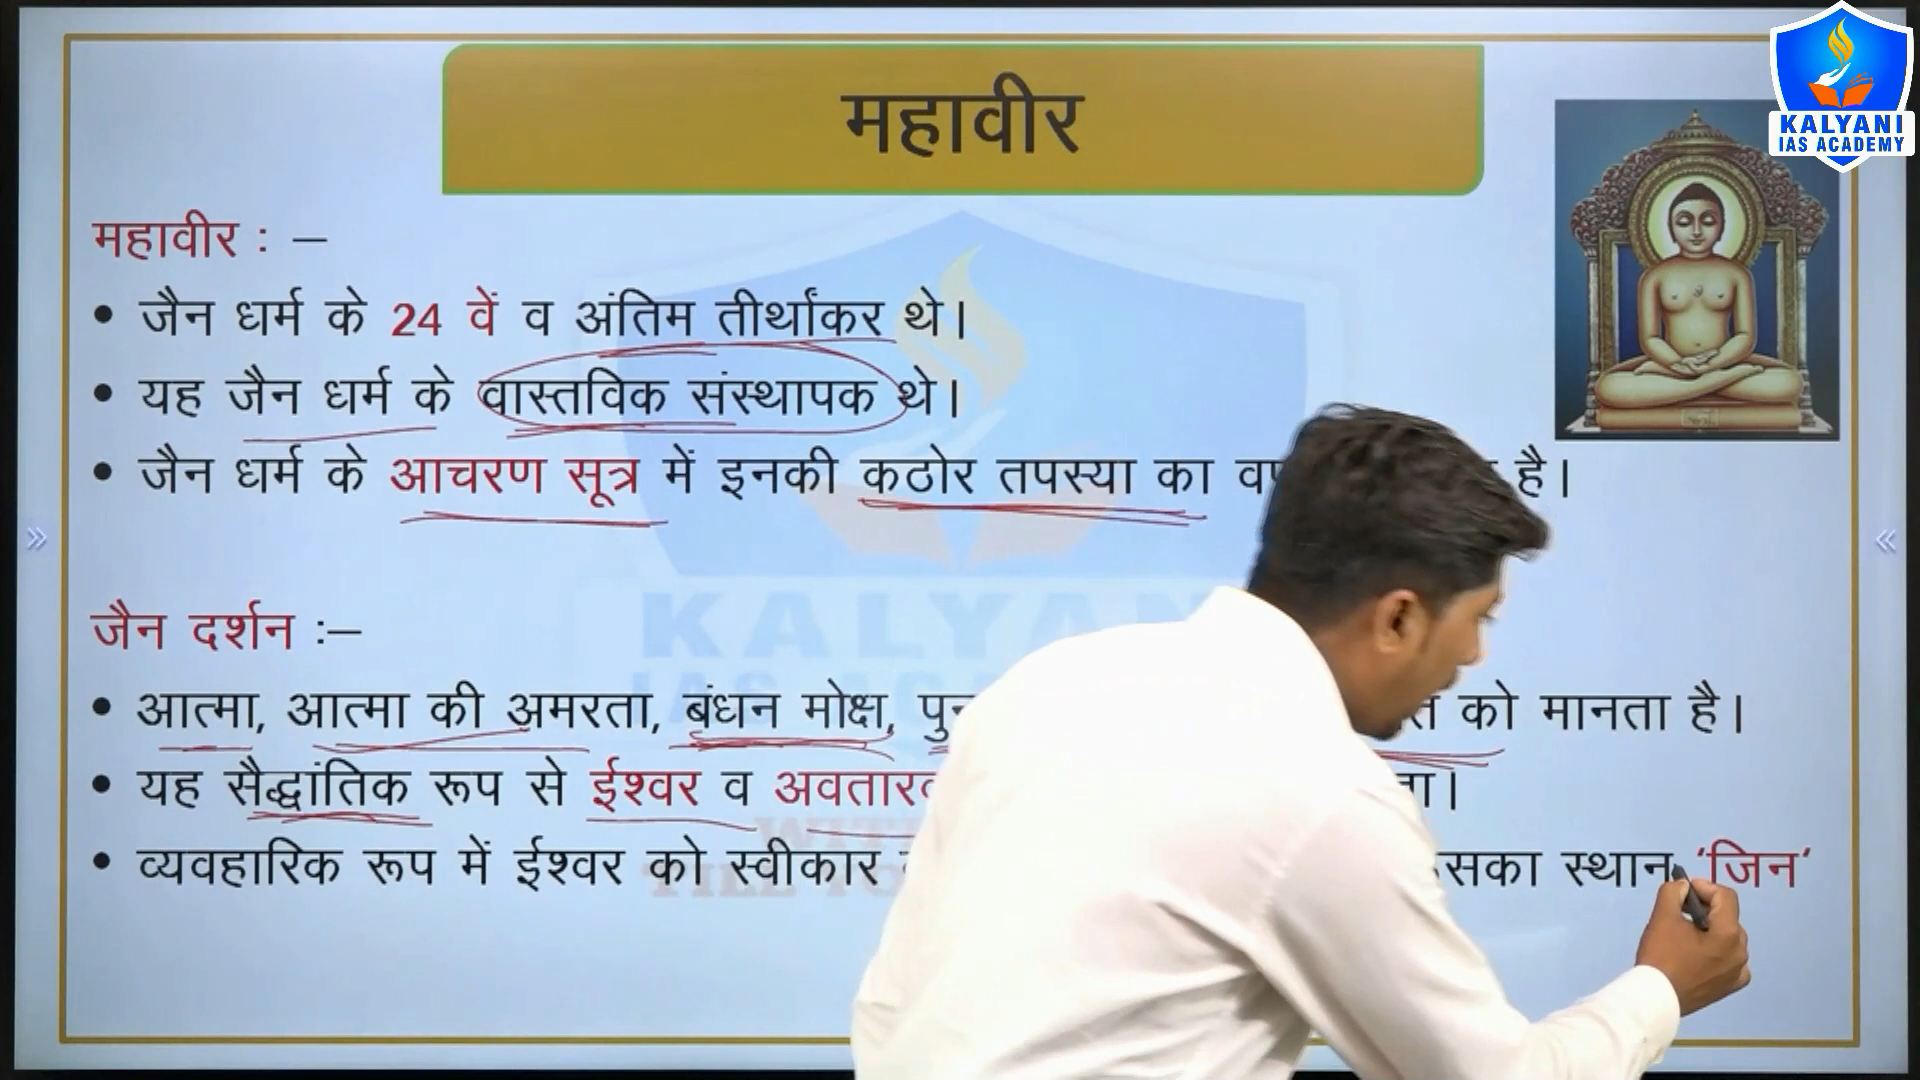 महावीर
KALYANI
IAS ACADEMY
महावीर : –
• जैन धर्म के 24 वें व अंतिम तीर्थांकर थे।
• यह जैन धर्म के वास्तविक संस्थापक थे।
• जैन धर्म के आचरण सूत्र में इनकी कठोर तपस्या का है।
जैन दर्शन :–
• आत्मा, आत्मा की अमरता, बंधन मोक्ष, को मानता है।
• यह सैद्धांतिक रूप से ईश्वर व
• व्यवहारिक रूप में ईश्वर को स्वीकार स्थान 'जिन'
KALYANI